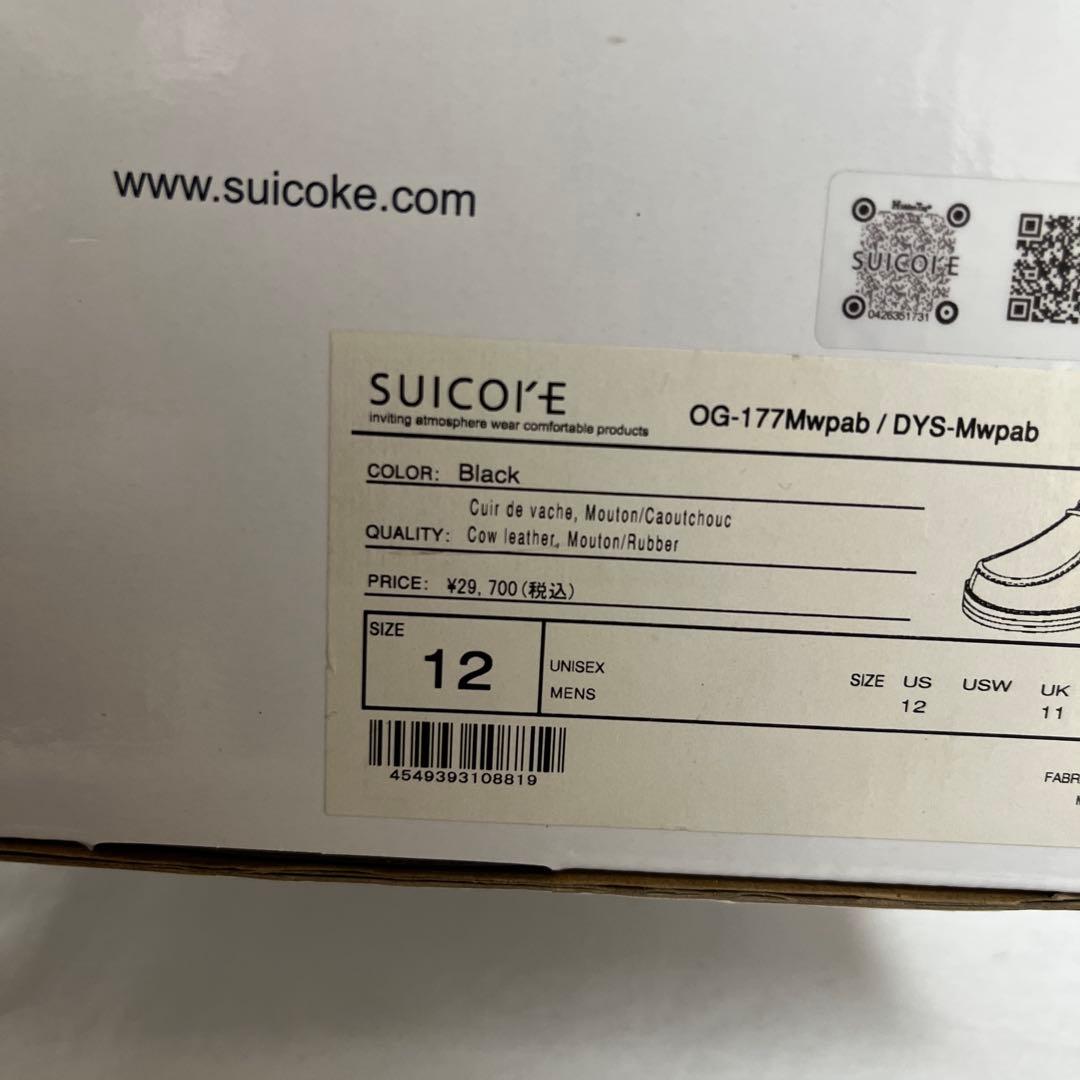 www.suicoke.com
SUICOKE
0426351731
SUICOKE
inviting atmosphere wear comfortable products
OG-177Mwpab / DYS-Mwpab
COLOR: Black
Cuir de vache, Mouton/Caoutchouc
QUALITY: Cow leather, Mouton/Rubber
PRICE: ¥29,700(税込)
SIZE
12
UNISEX
MENS
SIZE US USW UK
12 11
4549393108819
FABR